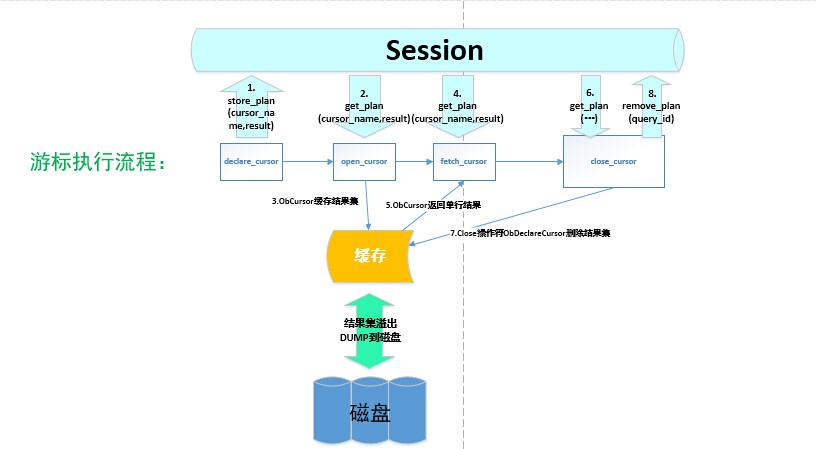 Session
1.
store_plan
(cursor_na
me,result)
2.
get_plan
(cursor_name,result)
4.
get_plan
(cursor_name,result)
6.
get_plan
(---)
8.
remove_plan
(query_id)
游标执行流程：
declare_cursor
open_cursor
fetch_cursor
close_cursor
3.ObCursor缓存结果集
5.ObCursor返回单行结果
7.Close操作符ObDeclareCursor删除结果集
缓存
结果集溢出
DUMP到磁盘
磁盘